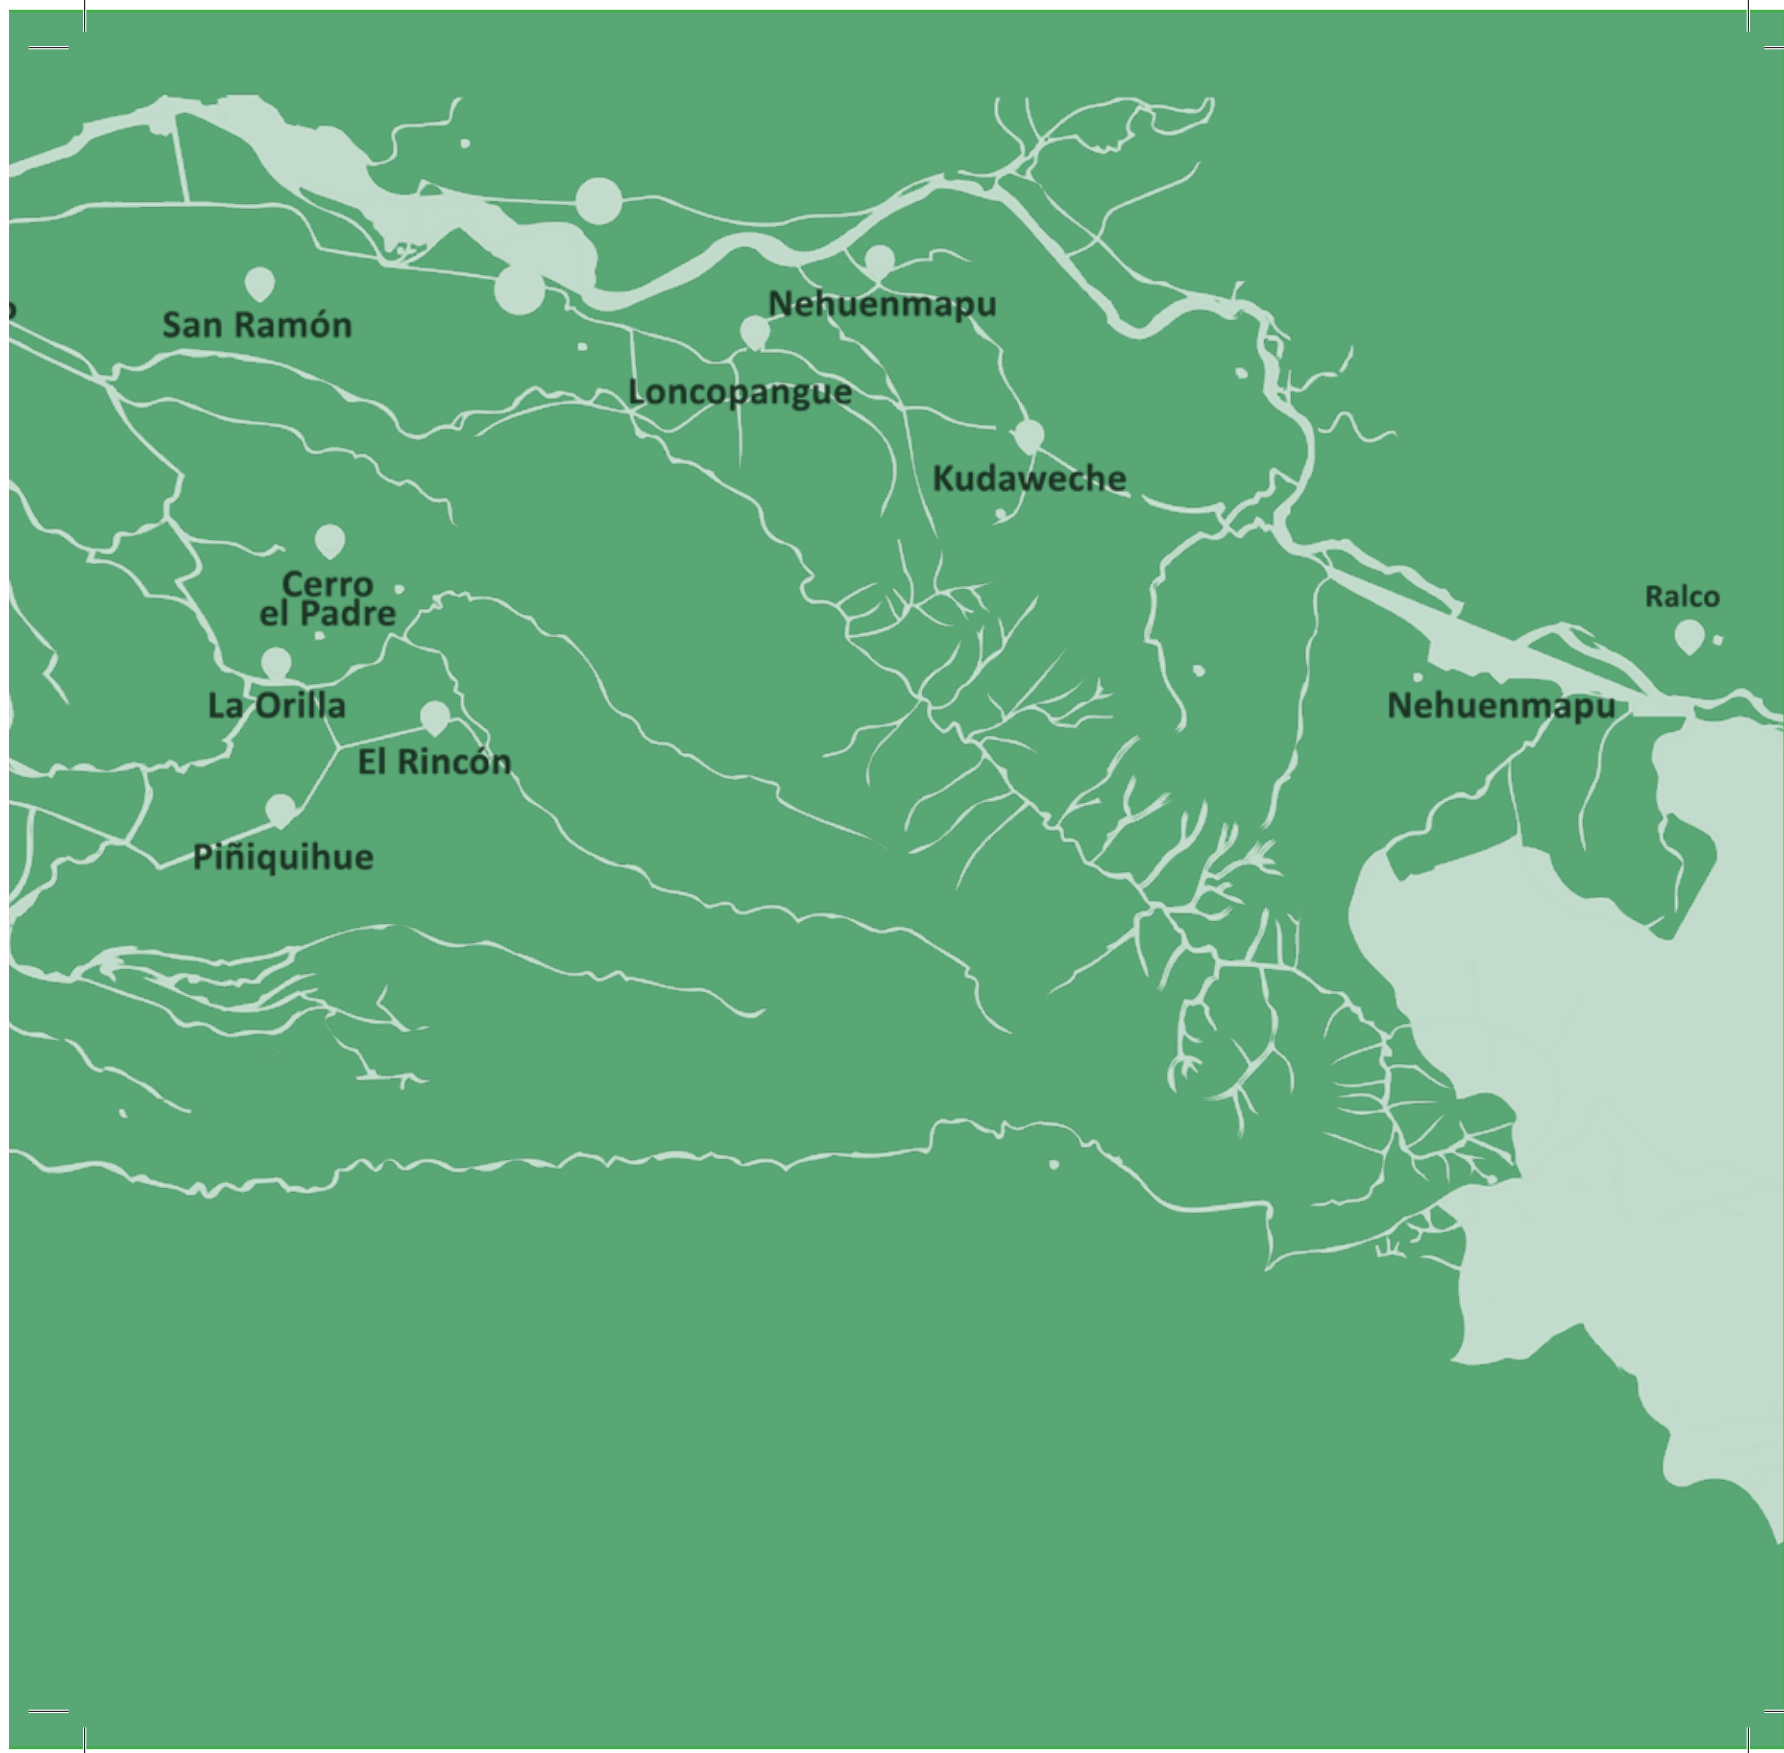 San Ramón
Nehuenmapu
Loncopangue
Kudaweche
Cerro
el Padre
Ralco
La Orilla
Nehuenmapu
El Rincón
Piñiquihue